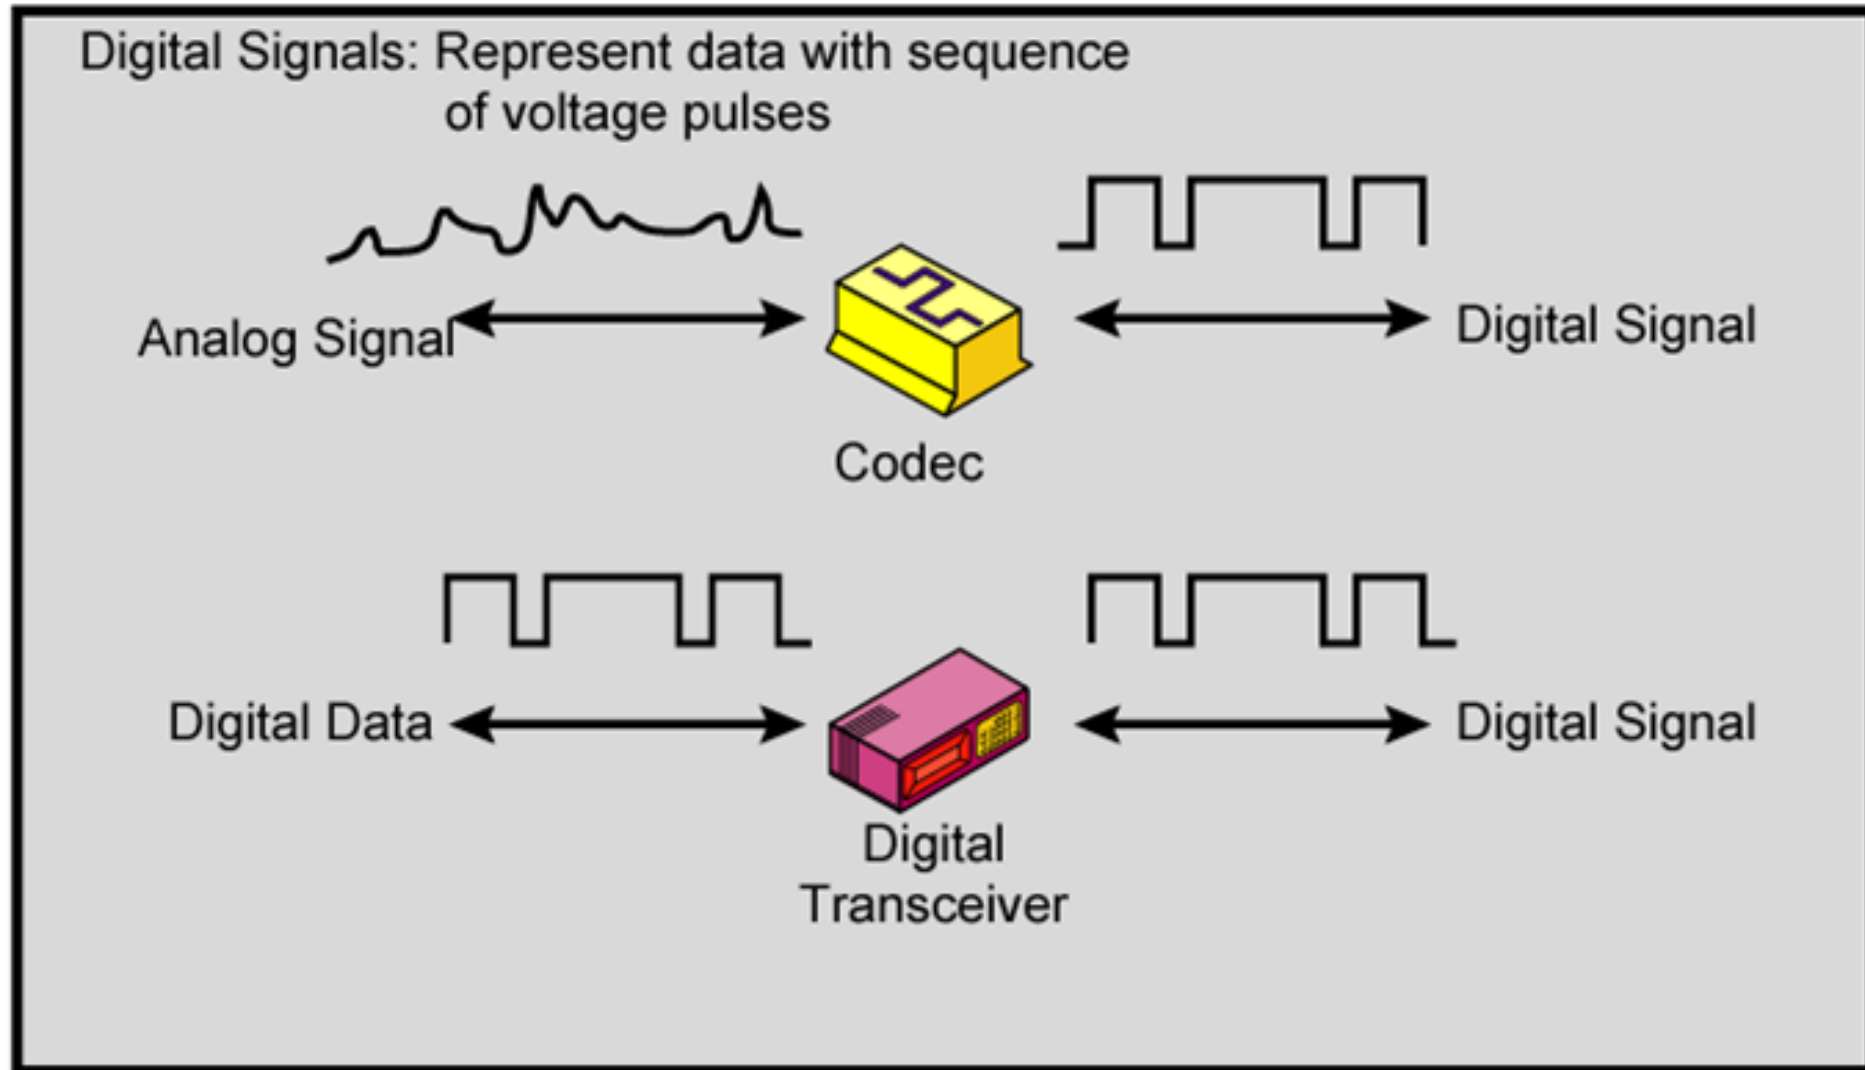 Digital Signals: Represent data with sequence
of voltage pulses
Analog Signal
Digital Signal
Codec
Digital Data
Digital Signal
Digital
Transceiver